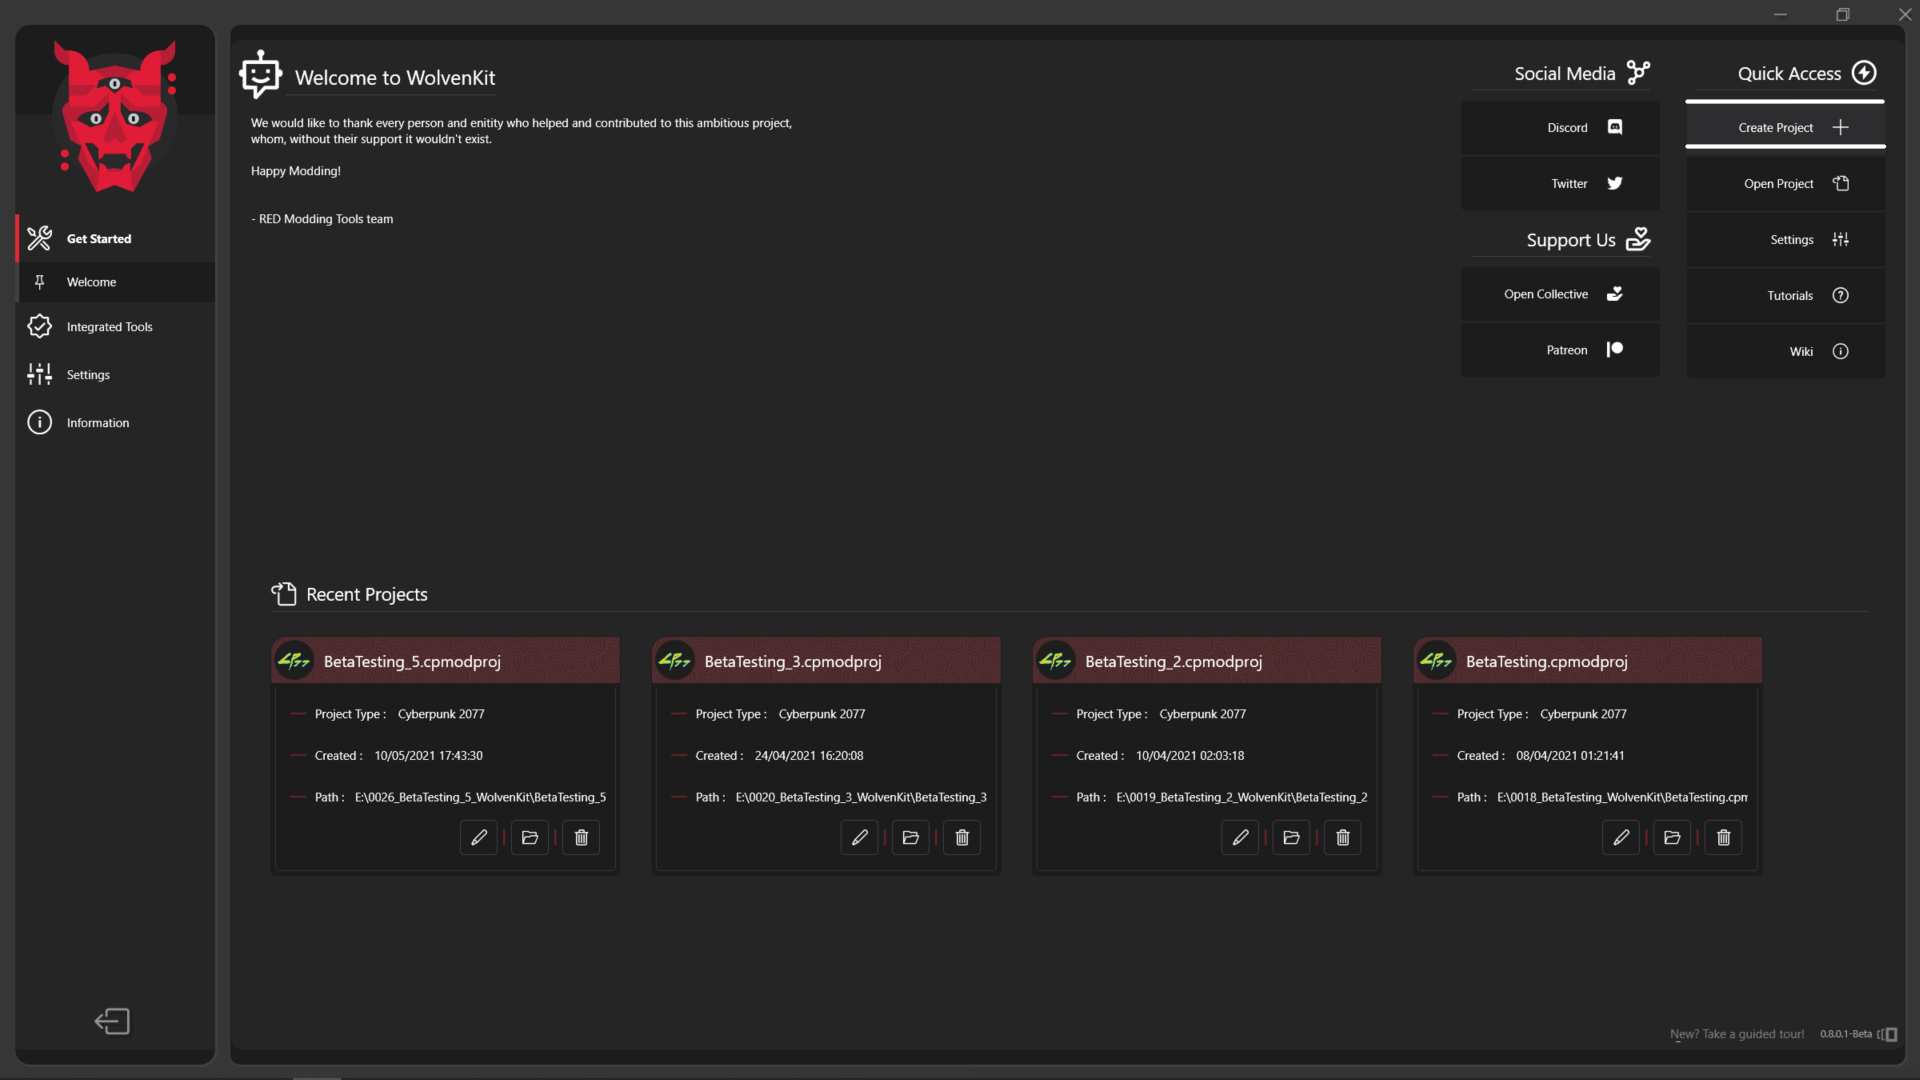 Get Started
Welcome
Integrated Tools
Settings
Information
Welcome to WolvenKit
We would like to thank every person and enitity who helped and contributed to this ambitious project,
whom, without their support it wouldn't exist.
Happy Modding!
- RED Modding Tools team
Social Media
Discord
Twitter
Support Us
Open Collective
Patreon
Quick Access
Create Project
Open Project
Settings
Tutorials
Wiki
Recent Projects
BetaTesting_5.cpmodproj
Project Type : Cyberpunk 2077
Created : 10/05/2021 17:43:30
Path : E:\0026_BetaTesting_5_WolvenKit\BetaTesting_5
BetaTesting_3.cpmodproj
Project Type : Cyberpunk 2077
Created : 24/04/2021 16:20:08
Path : E:\0020_BetaTesting_3_WolvenKit\BetaTesting_3
BetaTesting_2.cpmodproj
Project Type : Cyberpunk 2077
Created : 10/04/2021 02:03:18
Path : E:\0019_BetaTesting_2_WolvenKit\BetaTesting_2
BetaTesting.cpmodproj
Project Type : Cyberpunk 2077
Created : 08/04/2021 01:21:41
Path : E:\0018_BetaTesting_WolvenKit\BetaTesting.cpm
New? Take a guided tour! 0.8.0.1-Beta